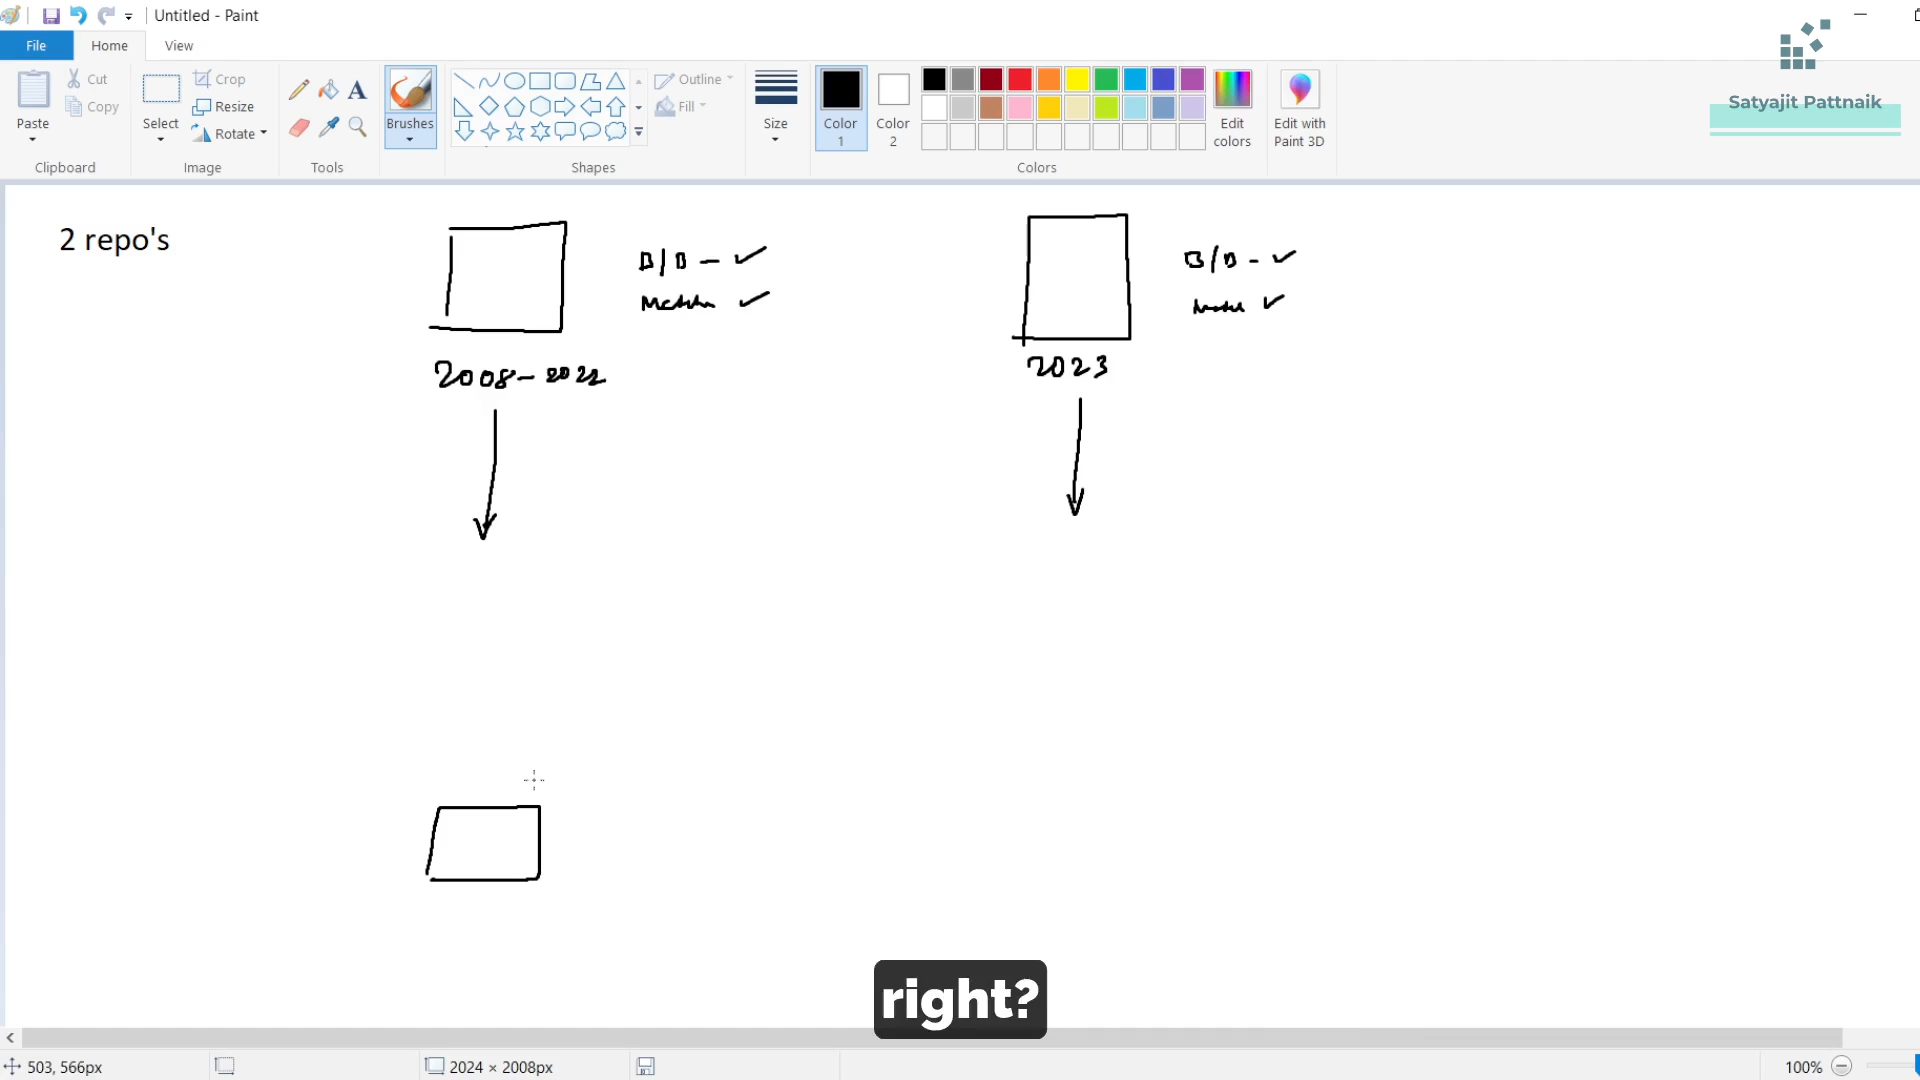 Untitled - Paint
File
Home
View
Paste
Cut
Copy
Clipboard
Select
Crop
Resize
Rotate
Image
Tools
Brushes
Outline
Fill
Shapes
Size
Color
1
Color
2
Edit
colors
Edit with
Paint 3D
Colors
Satyajit Pattnaik
2 repo's
2008-2022
2023
right?
503, 566px
2024 × 2008px
100%